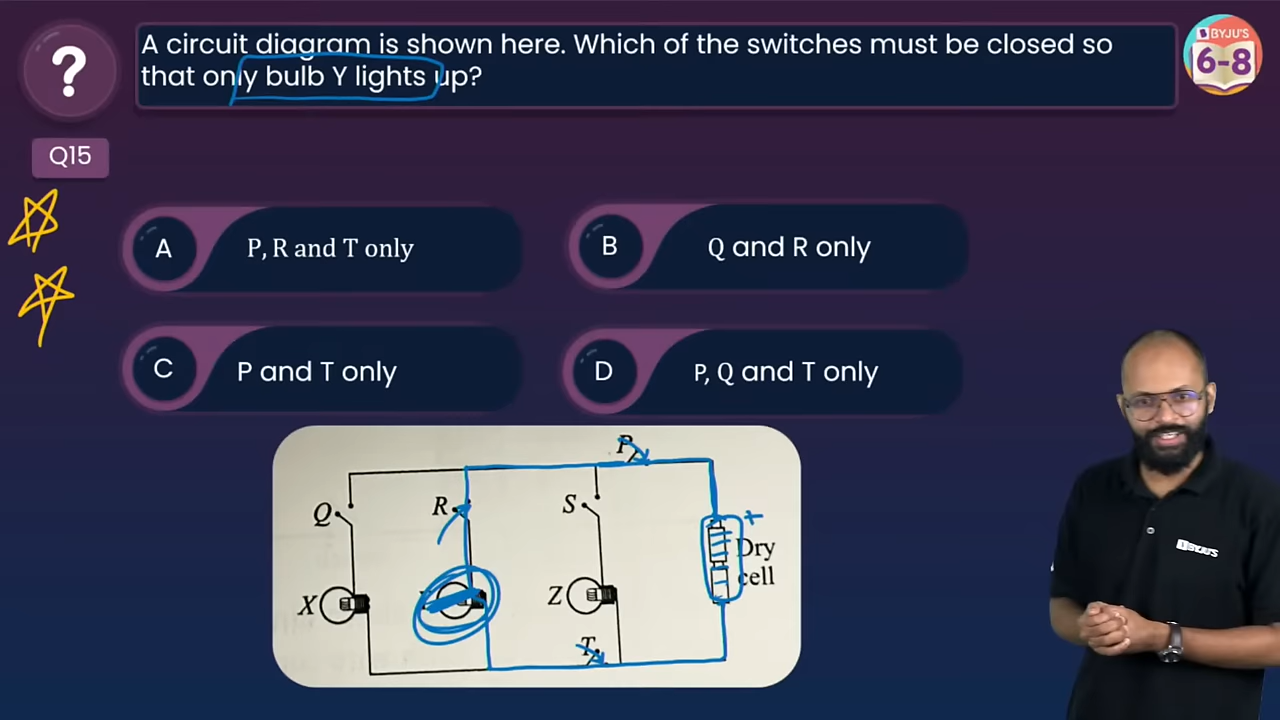 ?
A circuit diagram is shown here. Which of the switches must be closed so
that only bulb Y lights up?
BYJU'S
6-8
Q15
A
P, R and T only
B
Q and R only
C
P and T only
D
P, Q and T only
P
Q
R
S
+
Dry
cell
X
Z
T
BYJU'S